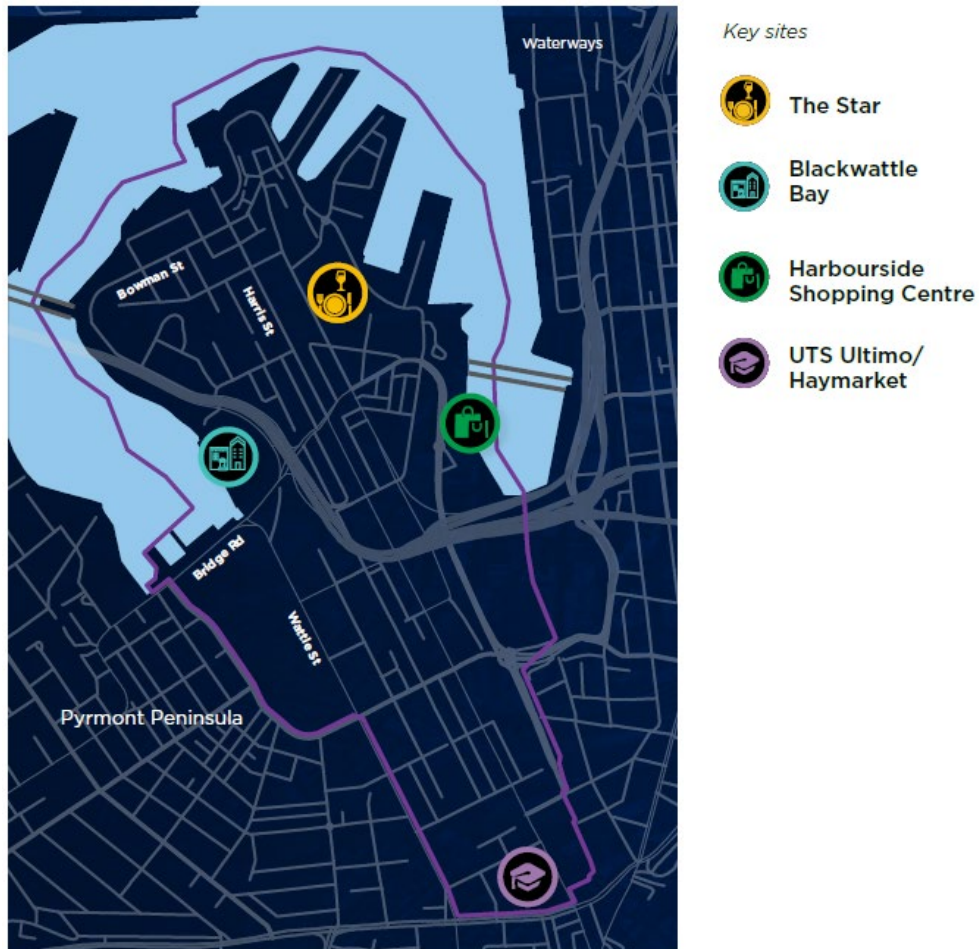 Waterways
Bowman St
Harris St
Bridge Rd
Wattle St
Pyrmont Peninsula
Key sites
The Star
Blackwattle
Bay
Harbourside
Shopping Centre
UTS Ultimo/
Haymarket